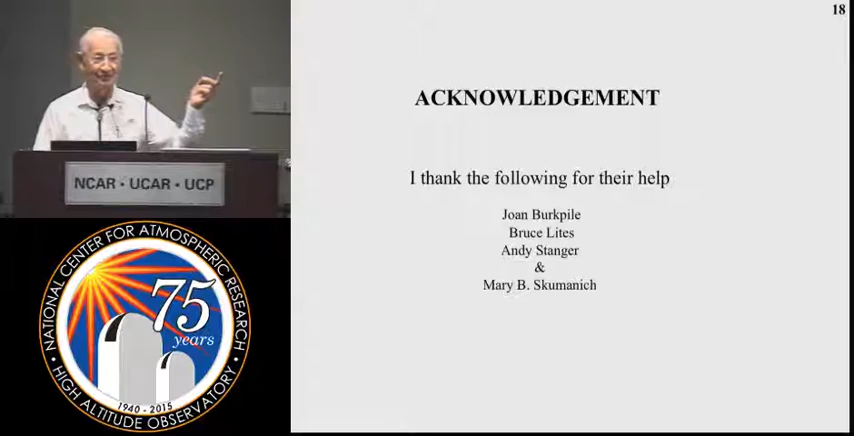 18
ACKNOWLEDGEMENT
I thank the following for their help
Joan Burkpile
Bruce Lites
Andy Stanger
&
Mary B. Skumanich
NCAR • UCAR • UCP
NATIONAL CENTER FOR ATMOSPHERIC RESEARCH
75
years
1940 - 2015
HIGH ALTITUDE OBSERVATORY